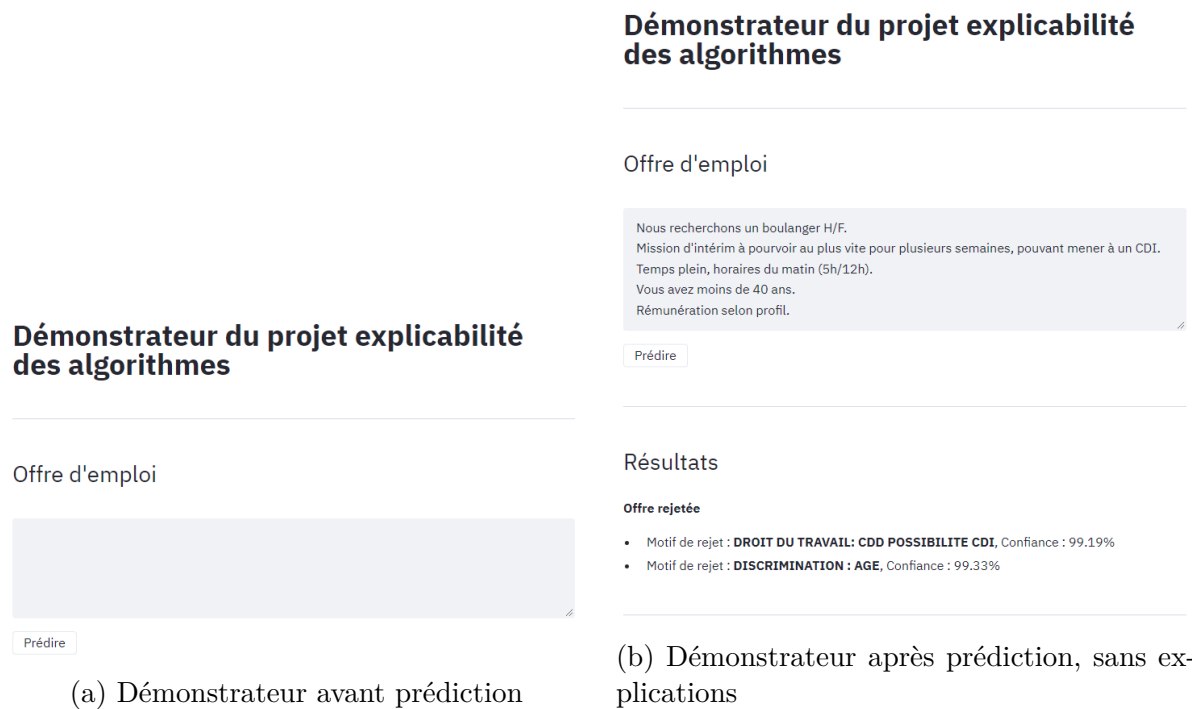 Démonstrateur du projet explicabilité
des algorithmes
Offre d'emploi
Prédire
(a) Démonstrateur avant prédiction
Démonstrateur du projet explicabilité
des algorithmes
Offre d'emploi
Nous recherchons un boulanger H/F.
Mission d'intérim à pourvoir au plus vite pour plusieurs semaines, pouvant mener à un CDI.
Temps plein, horaires du matin (5h/12h).
Vous avez moins de 40 ans.
Rémunération selon profil.
Prédire
Résultats
Offre rejetée
• Motif de rejet : DROIT DU TRAVAIL: CDD POSSIBILITE CDI, Confiance : 99.19%
• Motif de rejet : DISCRIMINATION : AGE, Confiance : 99.33%
(b) Démonstrateur après prédiction, sans ex-
plications